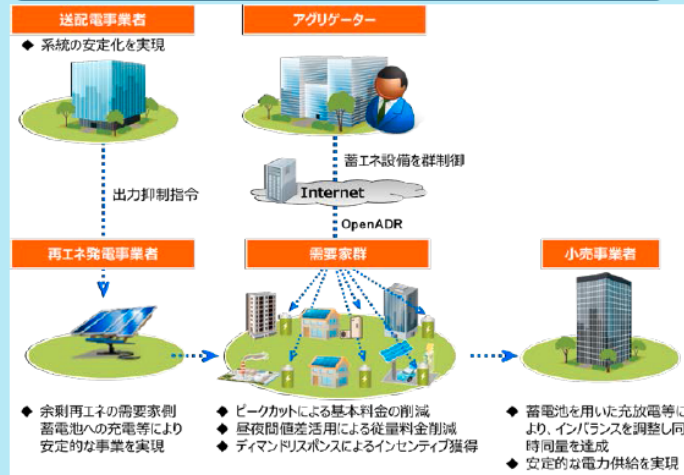 送配電事業者
アグリゲーター
◆ 系統の安定化を実現
蓄エネ設備を群制御
Internet
出力抑制指令
OpenADR
再エネ発電事業者
需要家群
小売事業者
◆ 余剰再エネの需要家側
蓄電池への充電等により
安定的な事業を実現
◆ ピークカットによる基本料金の削減
◆ 昼夜間値差活用による従量料金削減
◆ ディマンドリスポンスによるインセンティブ獲得
◆ 蓄電池を用いた充放電等に
より、インバランスを調整し同
時同量を達成
◆ 安定的な電力供給を実現